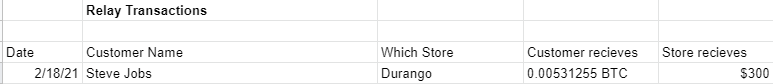 Relay Transactions
Date Customer Name Which Store Customer recieves Store recieves
2/18/21 Steve Jobs Durango 0.00531255 BTC $300